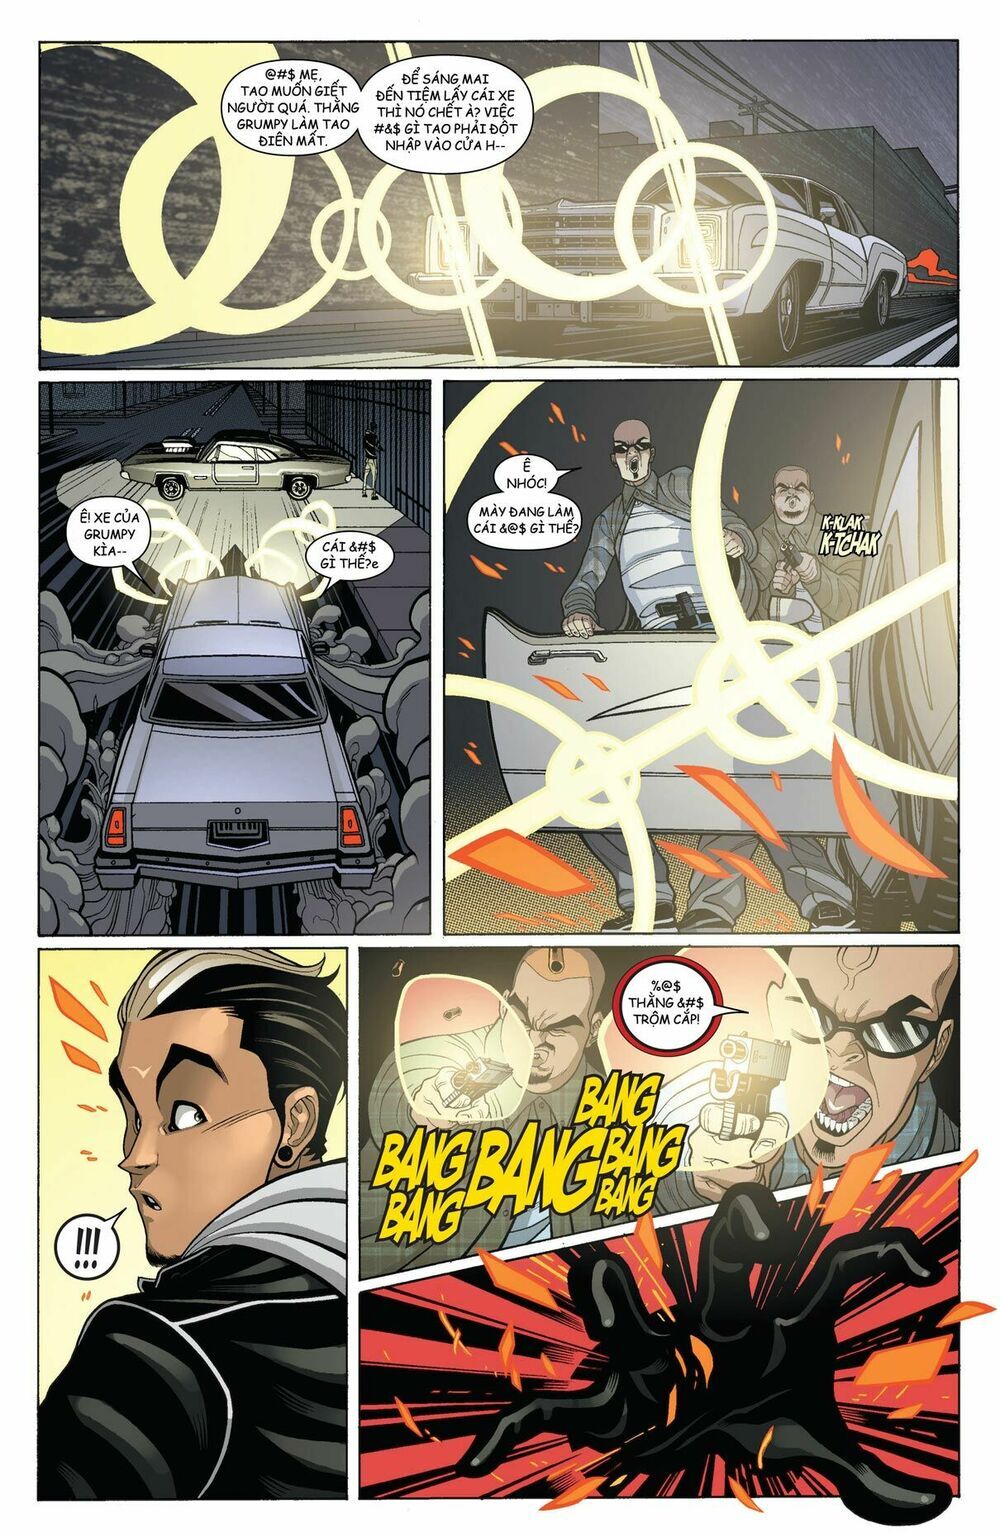 @#$ MẸ,
TAO MUỐN GIẾT
NGƯỜI QUÁ. THẰNG
GRUMPY LÀM TAO
ĐIÊN MẤT.
ĐỂ SÁNG MAI
ĐẾN TIỆM LẤY CÁI XE
THÌ NÓ CHẾT À? VIỆC
#&$ GÌ TAO PHẢI ĐỘT
NHẬP VÀO CỬA H--
ÊI XE CỦA
GRUMPY
KÌA--
CÁI &#$
GÌ THẾ?e
Ê
NHÓC!
MÀY ĐANG LÀM
CÁI &@$ GÌ THẾ?
K-KLAK
K-TCHAK
!!!
%@$
THẰNG &#$
TRỘM CẮP!
BANG
BANG
BANG
BANG
BANG
BANG